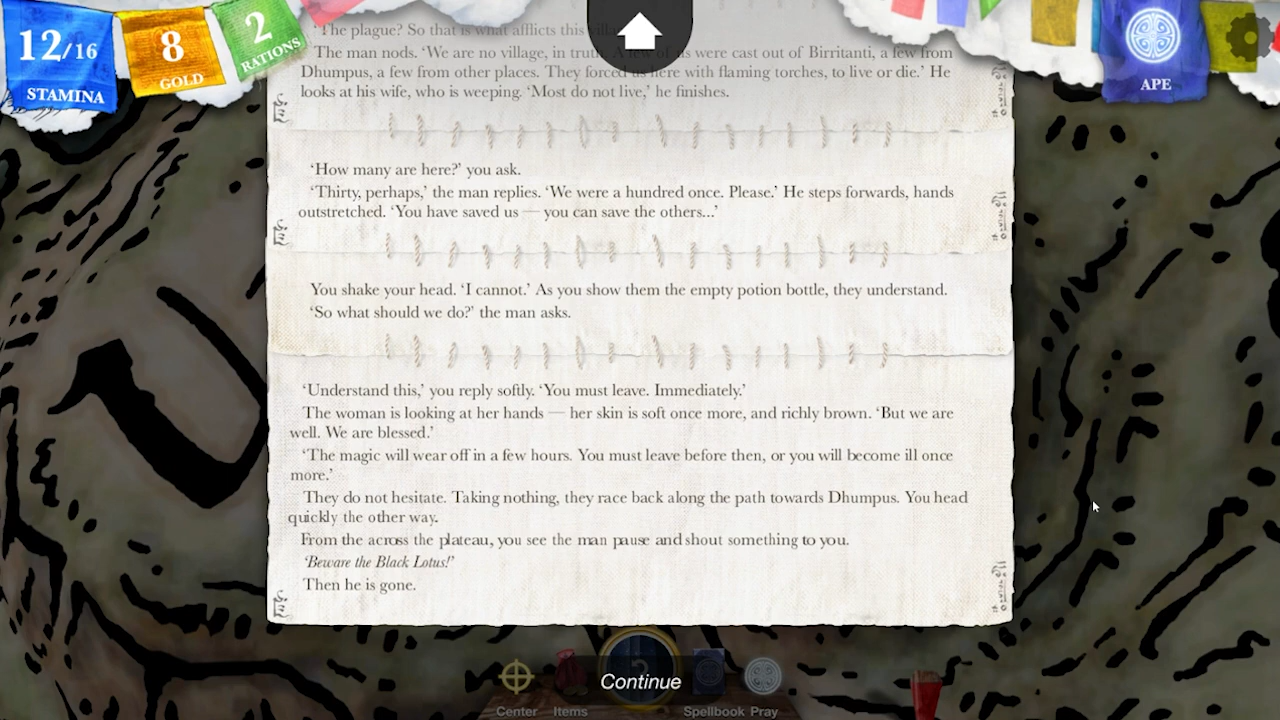 12/16
STAMINA
8
GOLD
2
RATIONS
APE
'The plague? So that is what afflicts this
The man nods. 'We are no village, in truth. A few of us were cast out of Birritanti, a few from
Dhumpus, a few from other places. They forced us here with flaming torches, to live or die.' He
looks at his wife, who is weeping. 'Most do not live,' he finishes.
'How many are here?' you ask.
'Thirty, perhaps,' the man replies. 'We were a hundred once. Please.' He steps forwards, hands
outstretched. 'You have saved us — you can save the others...'
You shake your head. 'I cannot.' As you show them the empty potion bottle, they understand.
'So what should we do?' the man asks.
'Understand this,' you reply softly. 'You must leave. Immediately.'
The woman is looking at her hands — her skin is soft once more, and richly brown. 'But we are
well. We are blessed.'
'The magic will wear off in a few hours. You must leave before then, or you will become ill once
more.'
They do not hesitate. Taking nothing, they race back along the path towards Dhumpus. You head
quickly the other way.
From the across the plateau, you see the man pause and shout something to you.
'Beware the Black Lotus!'
Then he is gone.
Continue
Center
Items
Spellbook
Pray